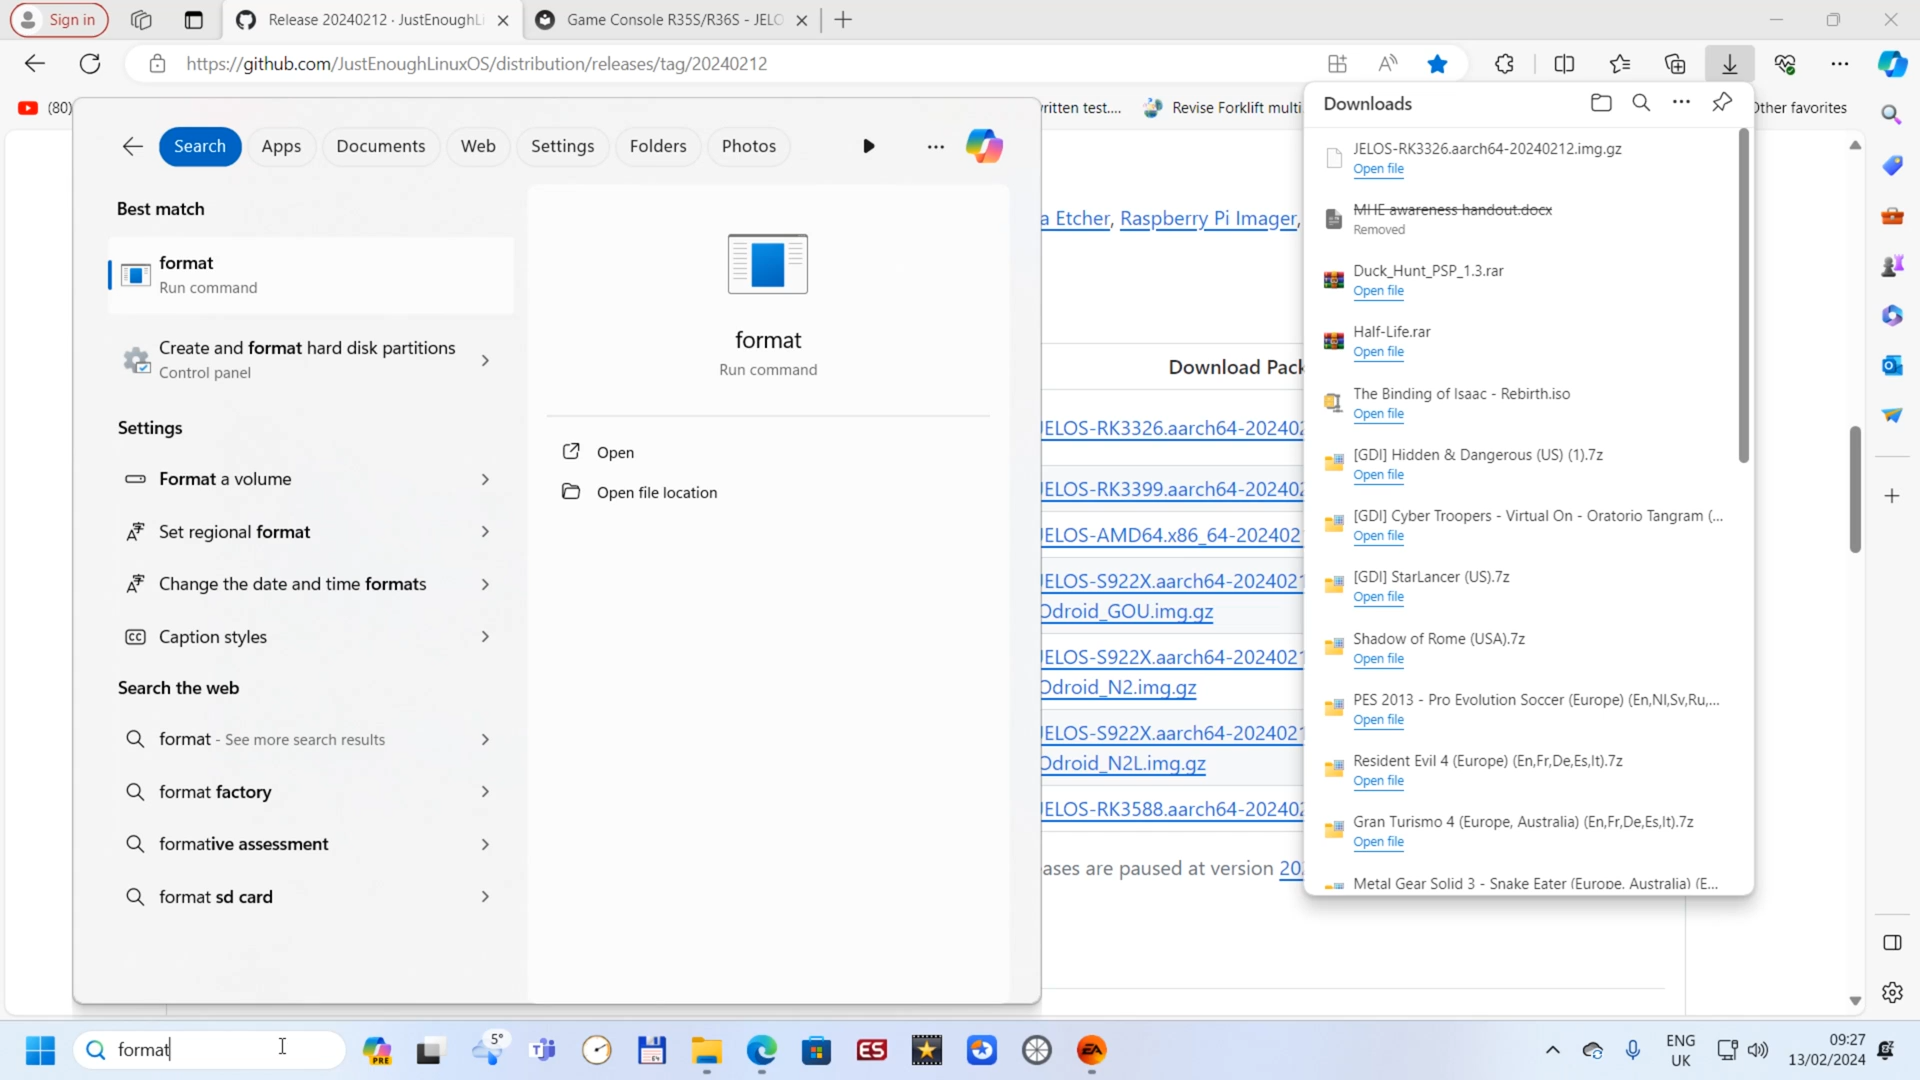 Sign in
Release 20240212 · JustEnoughLi
Game Console R35S/R36S - JELO
https://github.com/JustEnoughLinuxOS/distribution/releases/tag/20240212
(80)
written test....
Revise Forklift multi
Other favorites
Search
Apps
Documents
Web
Settings
Folders
Photos
Best match
format
Run command
Create and format hard disk partitions
Control panel
Settings
Format a volume
Set regional format
Change the date and time formats
Caption styles
Search the web
format - See more search results
format factory
formative assessment
format sd card
format
Run command
Open
Open file location
a Etcher, Raspberry Pi Imager,
Download Pack
JELOS-RK3326.aarch64-202402
JELOS-RK3399.aarch64-202402
JELOS-AMD64.x86_64-202402
JELOS-S922X.aarch64-2024021
Odroid_GOU.img.gz
JELOS-S922X.aarch64-2024021
Odroid_N2.img.gz
JELOS-S922X.aarch64-2024021
Odroid_N2L.img.gz
JELOS-RK3588.aarch64-202402
ases are paused at version 20
Downloads
JELOS-RK3326.aarch64-20240212.img.gz
Open file
MHE awareness handout.docx
Removed
Duck_Hunt_PSP_1.3.rar
Open file
Half-Life.rar
Open file
The Binding of Isaac - Rebirth.iso
Open file
[GDI] Hidden & Dangerous (US) (1).7z
Open file
[GDI] Cyber Troopers - Virtual On - Oratorio Tangram (...
Open file
[GDI] StarLancer (US).7z
Open file
Shadow of Rome (USA).7z
Open file
PES 2013 - Pro Evolution Soccer (Europe) (En,Nl,Sv,Ru,...
Open file
Resident Evil 4 (Europe) (En,Fr,De,Es,It).7z
Open file
Gran Turismo 4 (Europe, Australia) (En,Fr,De,Es,It).7z
Open file
Metal Gear Solid 3 - Snake Eater (Europe, Australia) (E...
format
PRE
5°
ES
EA
ENG
UK
09:27
13/02/2024